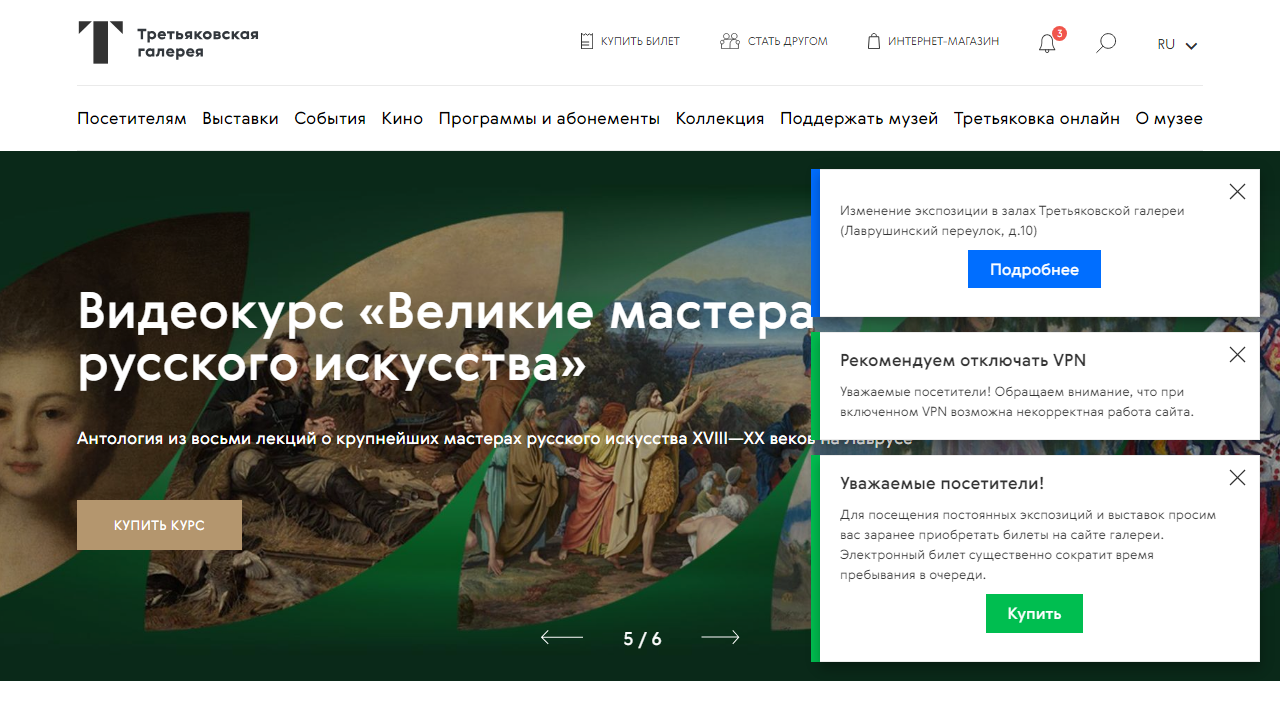 Третьяковская
галерея
КУПИТЬ БИЛЕТ
СТАТЬ ДРУГОМ
ИНТЕРНЕТ-МАГАЗИН
3
RU
Посетителям Выставки События Кино Программы и абонементы Коллекция Поддержать музей Третьяковка онлайн О музее
Видеокурс «Великие мастера
русского искусства»
Антология из восьми лекций о крупнейших мастерах русского искусства XVIII—XX веков на Лаврусе
КУПИТЬ КУРС
5 / 6
Изменение экспозиции в залах Третьяковской галереи
(Лаврушинский переулок, д.10)
Подробнее
Рекомендуем отключать VPN
Уважаемые посетители! Обращаем внимание, что при
включенном VPN возможна некорректная работа сайта.
Уважаемые посетители!
Для посещения постоянных экспозиций и выставок просим
вас заранее приобретать билеты на сайте галереи.
Электронный билет существенно сократит время
пребывания в очереди.
Купить